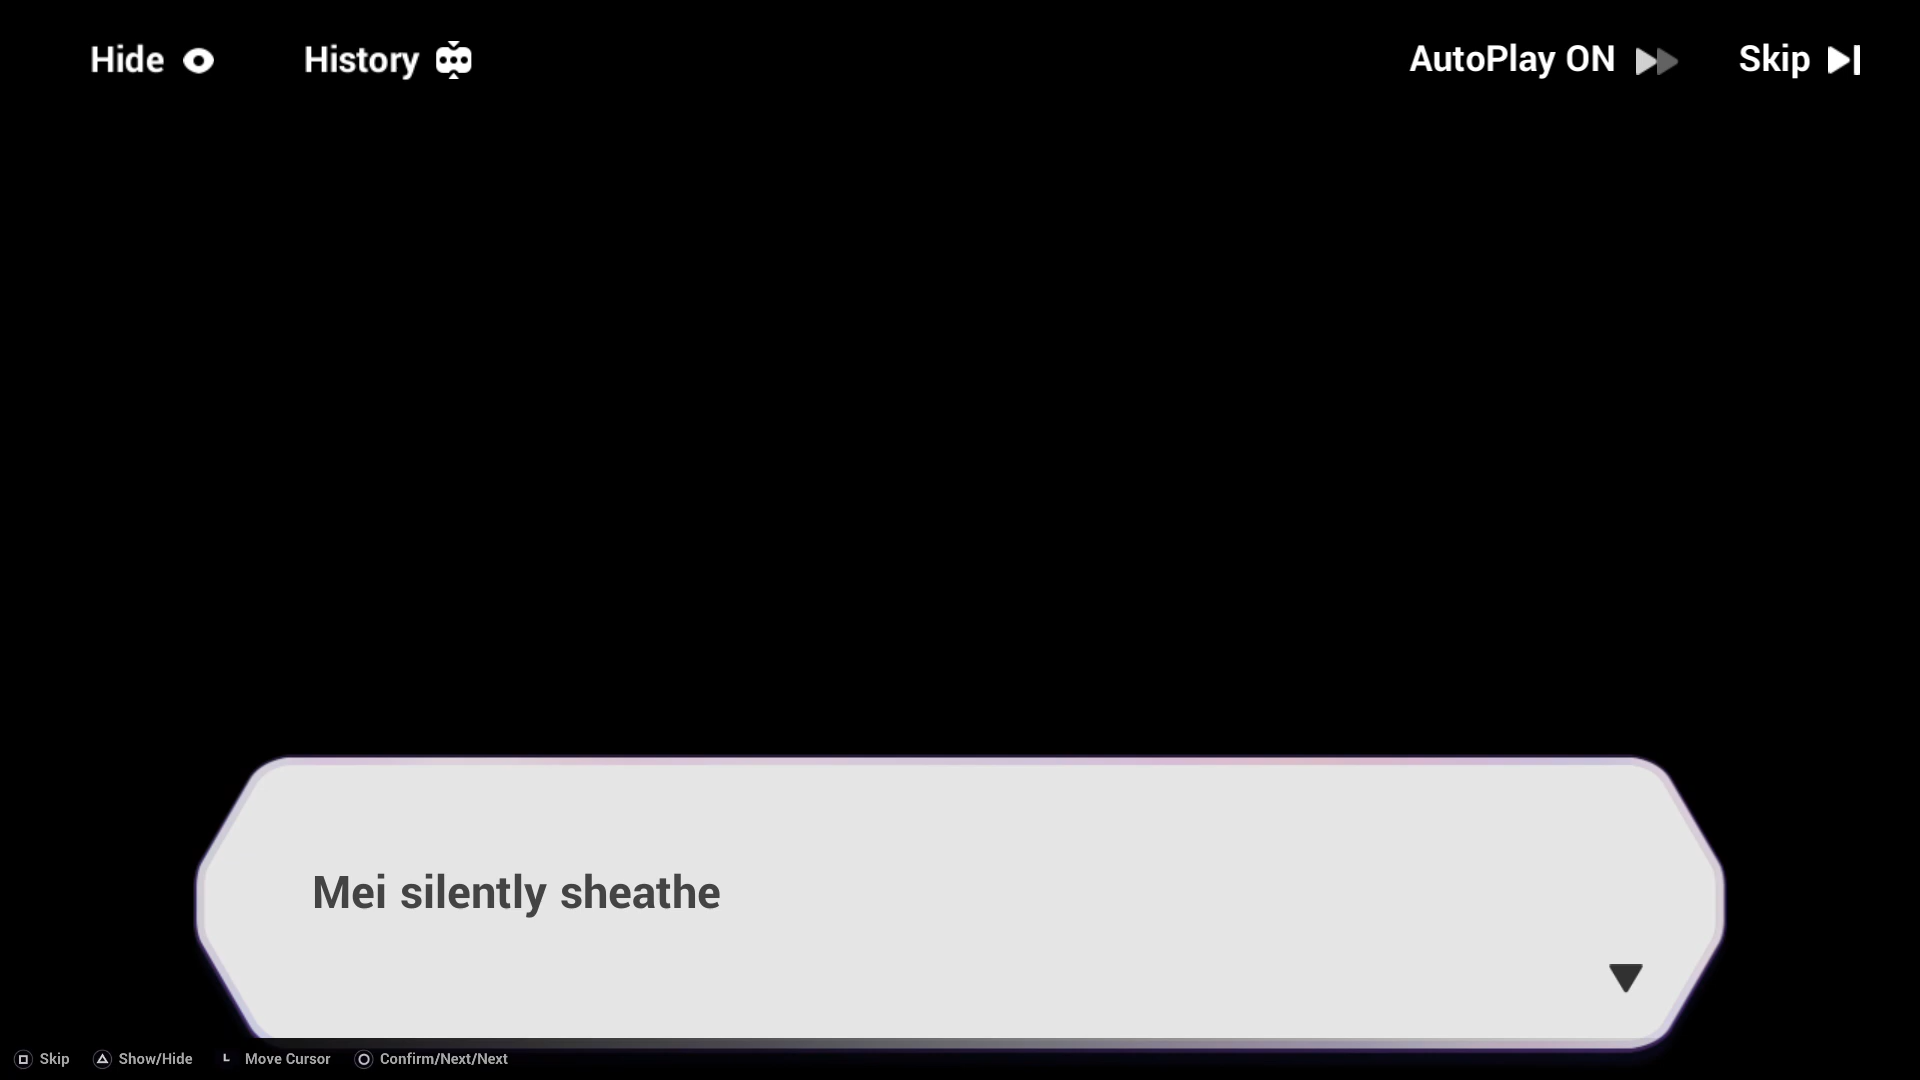 Hide
History
AutoPlay ON
Skip
Mei silently sheathe
Skip
Show/Hide
L
Move Cursor
Confirm/Next/Next